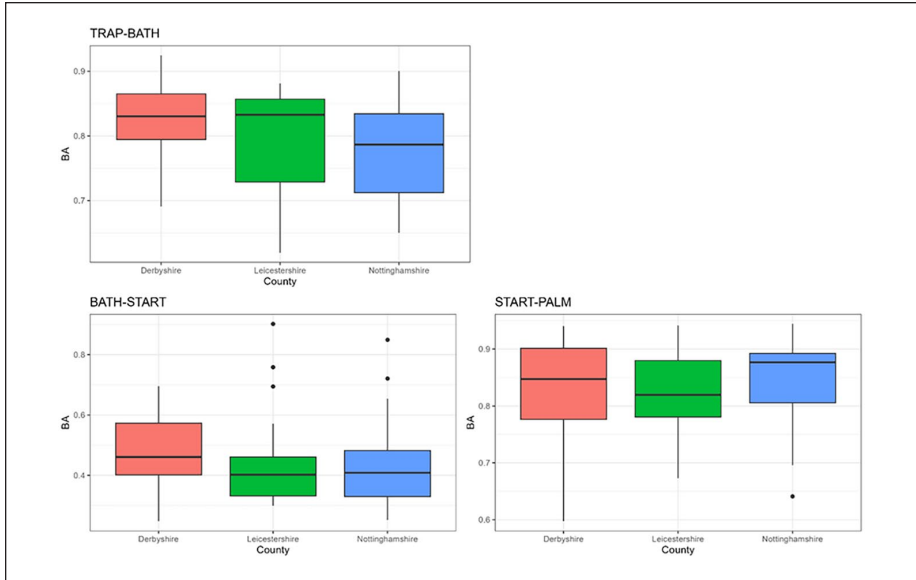 TRAP-BATH
0.9
0.8
0.7
BA
Derbyshire Leicestershire Nottinghamshire
County
BATH-START
0.8
0.6
0.4
BA
Derbyshire Leicestershire Nottinghamshire
County
START-PALM
0.9
0.8
0.7
0.6
BA
Derbyshire Leicestershire Nottinghamshire
County